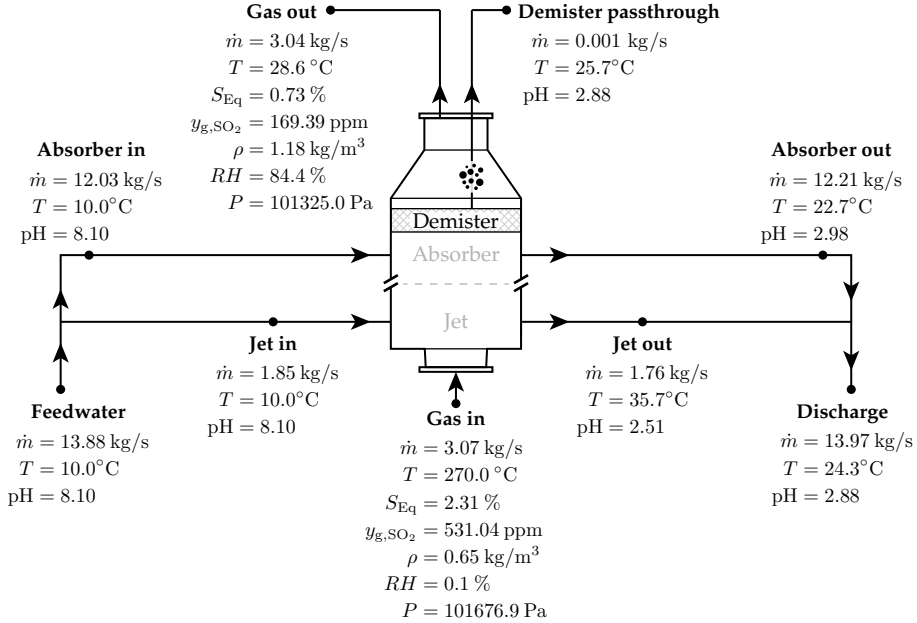 Gas out
ṁ = 3.04 kg/s
T = 28.6 °C
S_Eq = 0.73 %
y_g,SO₂ = 169.39 ppm
ρ = 1.18 kg/m³
RH = 84.4 %
P = 101325.0 Pa
Demister passthrough
ṁ = 0.001 kg/s
T = 25.7°C
pH = 2.88
Absorber in
ṁ = 12.03 kg/s
T = 10.0°C
pH = 8.10
Absorber out
ṁ = 12.21 kg/s
T = 22.7°C
pH = 2.98
Demister
Absorber
Jet
Jet in
ṁ = 1.85 kg/s
T = 10.0°C
pH = 8.10
Jet out
ṁ = 1.76 kg/s
T = 35.7°C
pH = 2.51
Feedwater
ṁ = 13.88 kg/s
T = 10.0°C
pH = 8.10
Gas in
ṁ = 3.07 kg/s
T = 270.0 °C
S_Eq = 2.31 %
y_g,SO₂ = 531.04 ppm
ρ = 0.65 kg/m³
RH = 0.1 %
P = 101676.9 Pa
Discharge
ṁ = 13.97 kg/s
T = 24.3°C
pH = 2.88